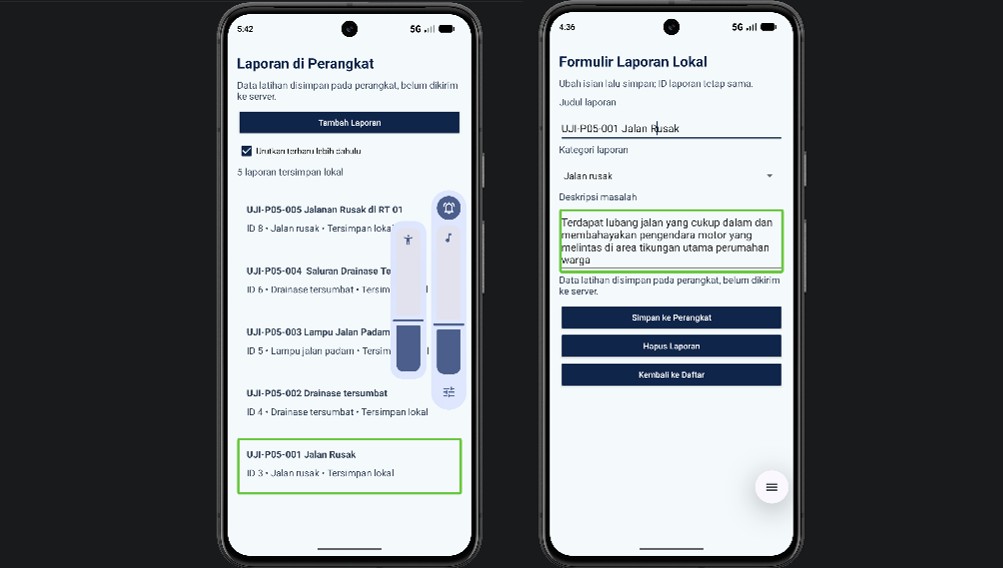 5.42
5G
Laporan di Perangkat
Data latihan disimpan pada perangkat, belum dikirim
ke server.
Tambah Laporan
Urutkan terbaru lebih dahulu
5 laporan tersimpan lokal
UJI-P05-005 Jalanan Rusak di RT 01
ID 8 • Jalan rusak • Tersimpan
UJI-P05-004 Saluran Drainase
ID 6 • Drainase tersumbat •
UJI-P05-003 Lampu Jalan Padam
ID 5 • Lampu jalan padam •
UJI-P05-002 Drainase tersumbat
ID 4 • Drainase tersumbat • Tersimpan lokal
UJI-P05-001 Jalan Rusak
ID 3 • Jalan rusak • Tersimpan lokal
4.36
5G
Formulir Laporan Lokal
Ubah isian lalu simpan; ID laporan tetap sama.
Judul laporan
UJI-P05-001 Jalan Rusak
Kategori laporan
Jalan rusak
Deskripsi masalah
Terdapat lubang jalan yang cukup dalam dan
membahayakan pengendara motor yang
melintas di area tikungan utama perumahan
warga
Data latihan disimpan pada perangkat, belum dikirim
ke server.
Simpan ke Perangkat
Hapus Laporan
Kembali ke Daftar